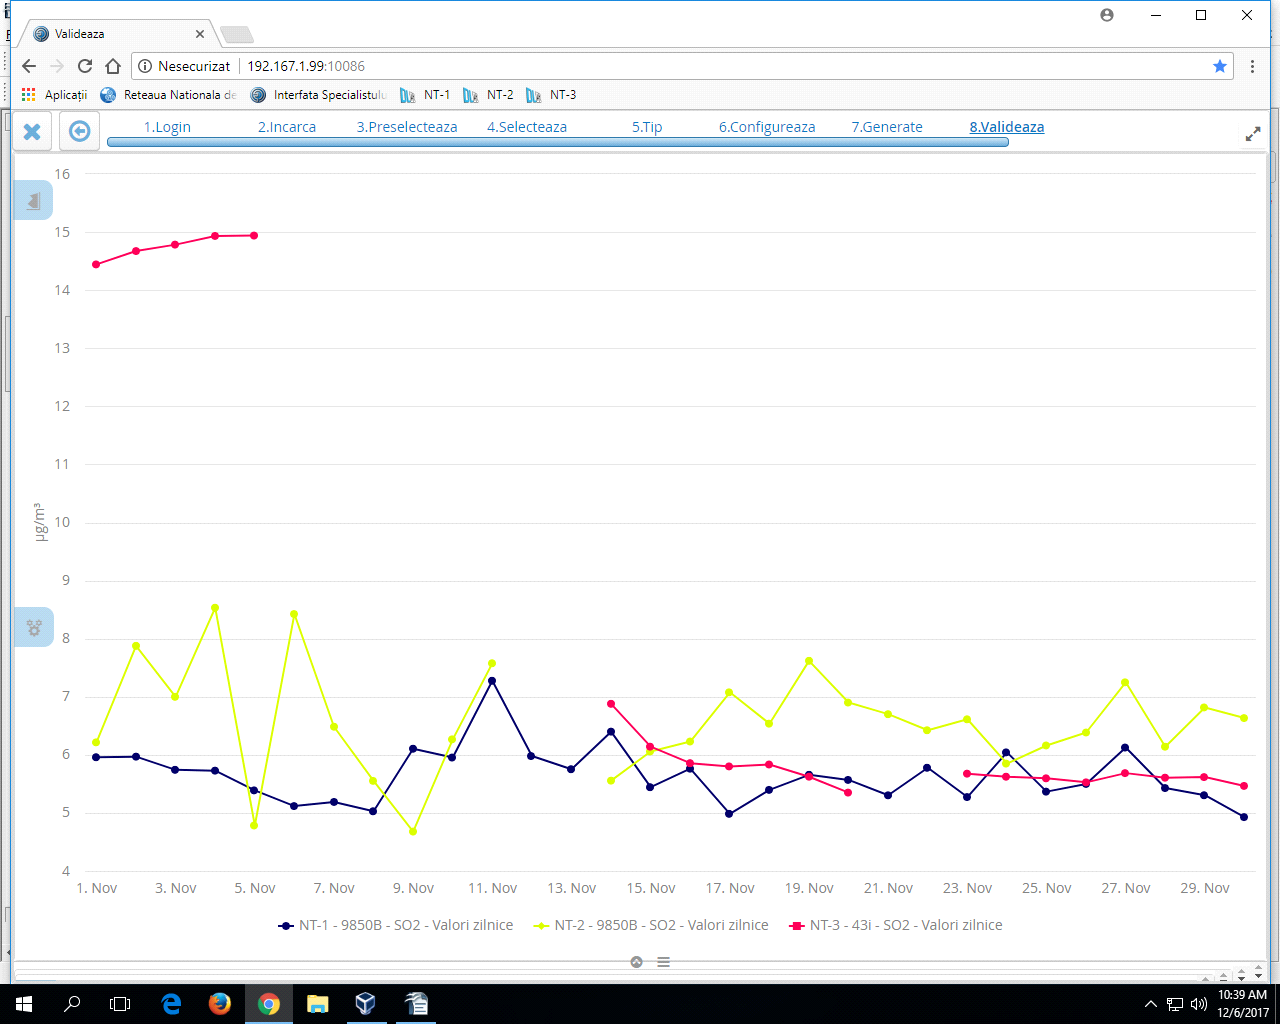 Valideaza
Nesecurizat 192.167.1.99:10086
Aplicații Reteaua Nationala de Interfata Specialistulu NT-1 NT-2 NT-3
1.Login 2.Incarca 3.Preselecteaza 4.Selecteaza 5.Tip 6.Configureaza 7.Generate 8.Valideaza
16
15
14
13
12
11
10
9
8
7
6
5
4
µg/m³
1. Nov 3. Nov 5. Nov 7. Nov 9. Nov 11. Nov 13. Nov 15. Nov 17. Nov 19. Nov 21. Nov 23. Nov 25. Nov 27. Nov 29. Nov
NT-1 - 9850B - SO2 - Valori zilnice NT-2 - 9850B - SO2 - Valori zilnice NT-3 - 43i - SO2 - Valori zilnice
10:39 AM
12/6/2017